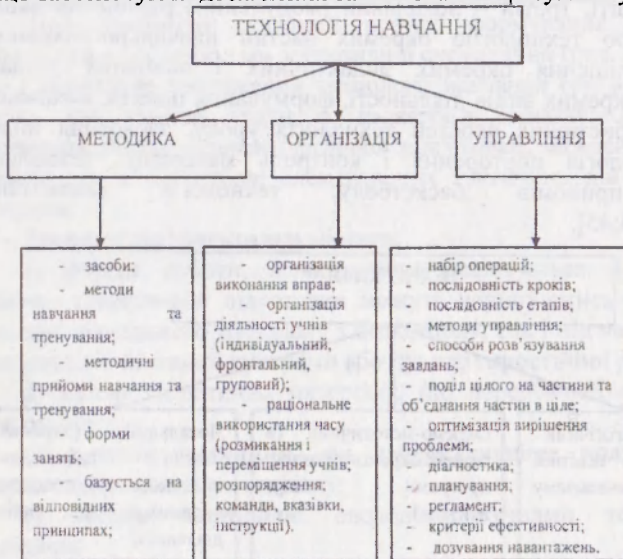 ТЕХНОЛОГІЯ НАВЧАННЯ
МЕТОДИКА
ОРГАНІЗАЦІЯ
УПРАВЛІННЯ
- засоби;
- методи
навчання та
тренування;
- методичні
прийоми навчання та
тренування;
- форми
занять;
- базується на
відповідних
принципах;
- організація
виконання вправ;
- організація
діяльності учнів
(індивідуальний,
фронтальний,
груповий);
- раціональне
використання часу
- розміщення і
переміщення учнів;
розпорядження,
команди, вказівки,
інструкції).
- набір операцій;
- послідовність кроків;
- послідовність етапів;
- методи управління;
- способи розв'язування
завдань;
- поділ цілого на частини та
об'єднання частин в ціле;
- оптимізація вирішення
проблеми;
- діагностика;
- планування;
- регламент;
- критерії ефективності;
- дозування навантажень.